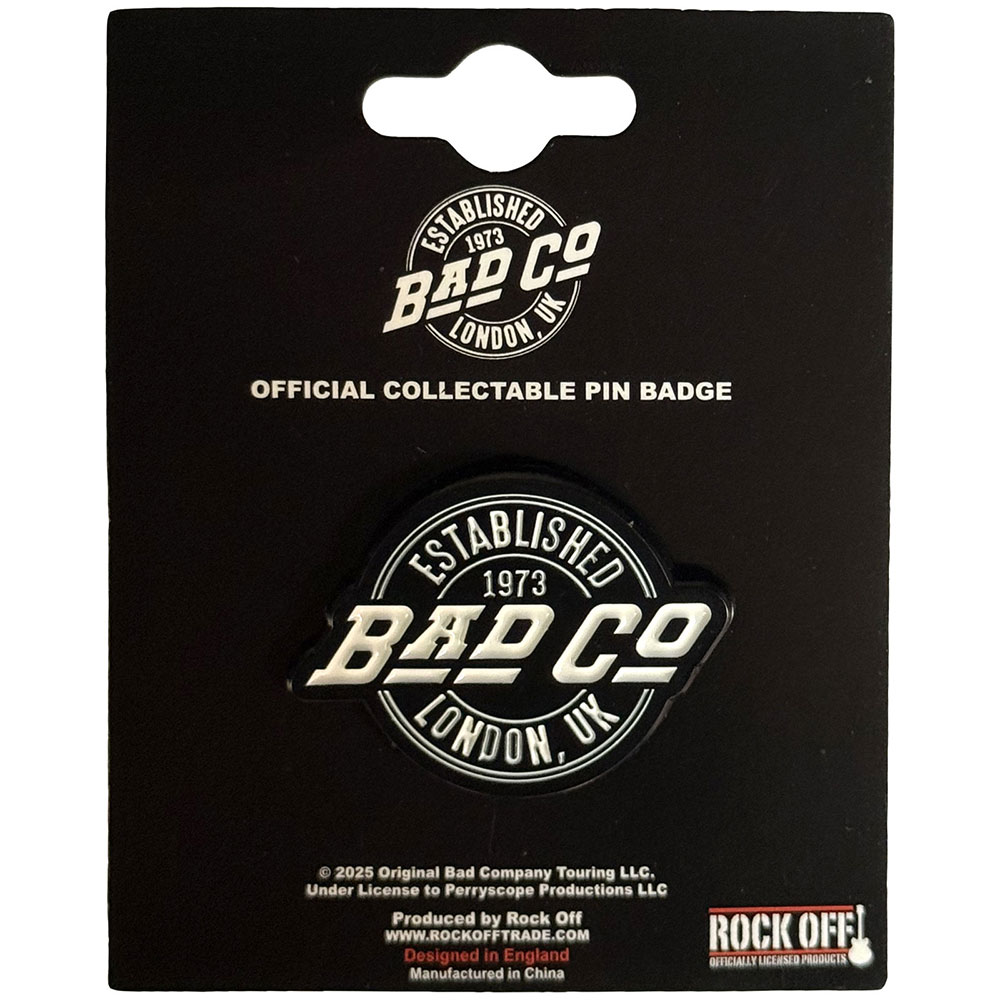 ESTABLISHED
1973
BAD CO
LONDON, UK
OFFICIAL COLLECTABLE PIN BADGE
ESTABLISHED
1973
BAD CO
LONDON, UK
© 2025 Original Bad Company Touring LLC.
Under License to Perryscope Productions LLC
Produced by Rock Off
WWW.ROCKOFFTRADE.COM
Designed in England
Manufactured in China
ROCK OFF
OFFICIALLY LICENSED PRODUCTS